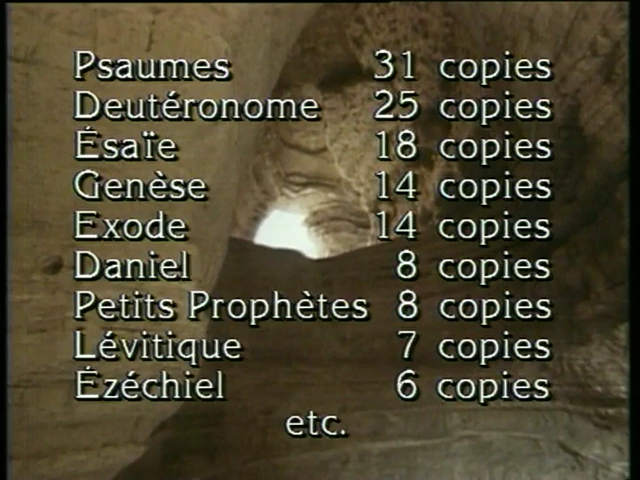 Psaumes 31 copies
Deutéronome 25 copies
Ésaïe 18 copies
Genèse 14 copies
Exode 14 copies
Daniel 8 copies
Petits Prophètes 8 copies
Lévitique 7 copies
Ézéchiel 6 copies
etc.